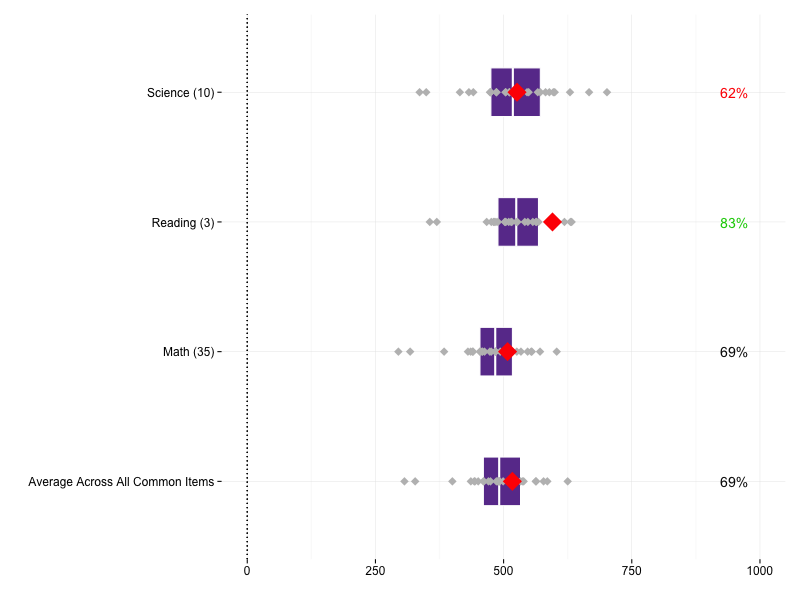 Science (10)
62%
Reading (3)
83%
Math (35)
69%
Average Across All Common Items
69%
0
250
500
750
1000